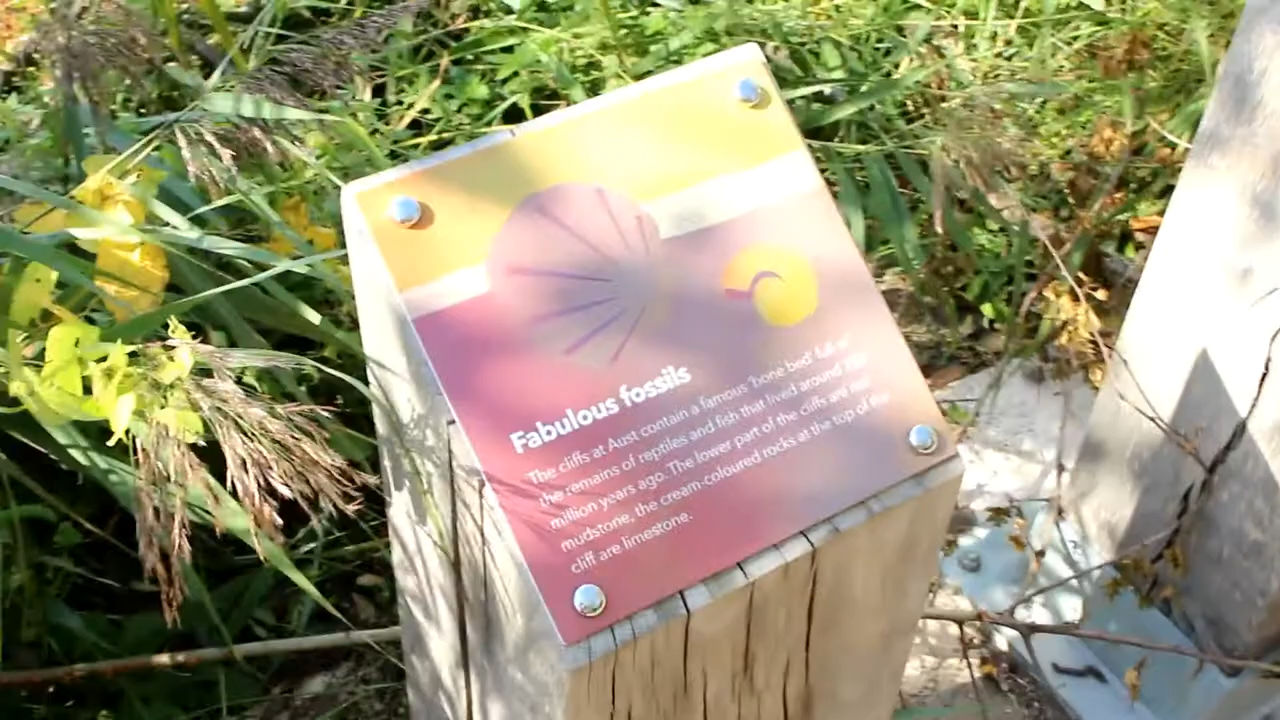 Fabulous fossils
The cliffs at Aust contain a famous 'bone bed' full of
the remains of reptiles and fish that lived around
million years ago. The lower part of the cliffs are
mudstone, the cream-coloured rocks at the top of the
cliff are limestone.